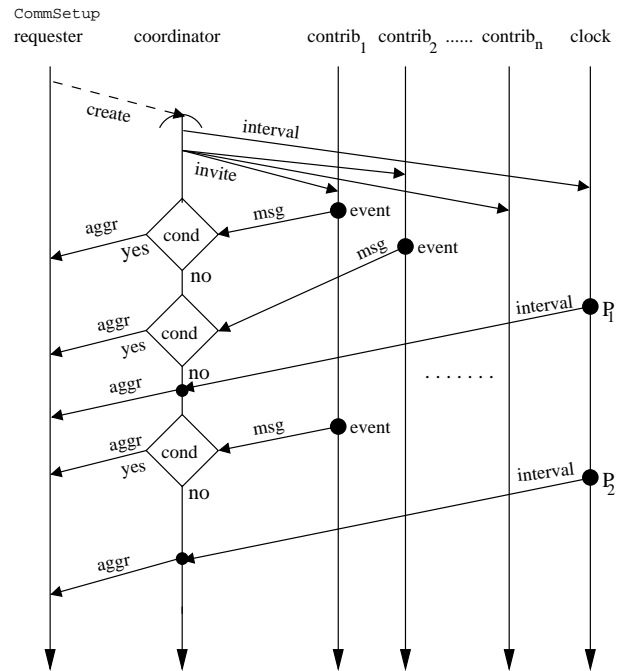 CommSetup
requester coordinator contrib1 contrib2 ...... contribn clock
create
interval
invite
aggr msg event
cond
yes
msg event
no
interval P1
aggr
cond
yes
no
. . . . . . .
aggr
aggr msg event
cond
yes
interval P2
no
aggr